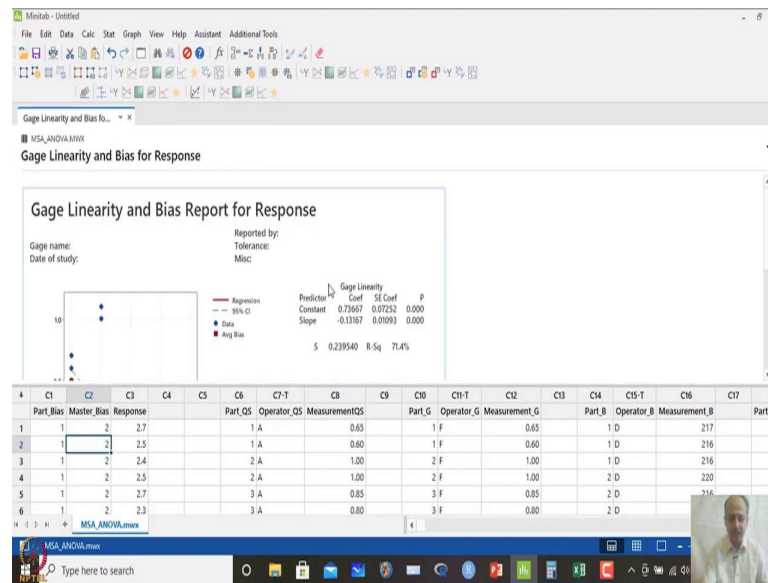 Minitab - Untitled
File Edit Data Calc Stat Graph View Help Assistant Additional Tools
Gage Linearity and Bias fo...
MSA_ANOVA.MWX
Gage Linearity and Bias for Response
Gage Linearity and Bias Report for Response
Reported by:
Gage name: Tolerance:
Date of study: Misc:
Gage Linearity
Regression Predictor Coef SE Coef P
95% CI Constant 0.73667 0.07252 0.000
Data Slope -0.13167 0.01093 0.000
Avg Bias
1.0
S 0.239540 R-Sq 71.4%
C1 C2 C3 C4 C5 C6 C7-T C8 C9 C10 C11-T C12 C13 C14 C15-T C16 C17
Part_Bias Master_Bias Response Part_QS Operator_QS MeasurementQS Part_G Operator_G Measurement_G Part_B Operator_B Measurement_B Part
1 1 2 2.7 1 A 0.65 1 F 0.65 1 D 217
2 1 2 2.5 1 A 0.60 1 F 0.60 1 D 216
3 1 2 2.4 2 A 1.00 2 F 1.00 1 D 216
4 1 2 2.5 2 A 1.00 2 F 1.00 2 D 220
5 1 2 2.7 3 A 0.85 3 F 0.85 2 D 216
6 1 2 2.3 3 A 0.80 3 F 0.80 2 D
MSA_ANOVA.mwx
MSA_ANOVA.mwx
Type here to search
NPTEL